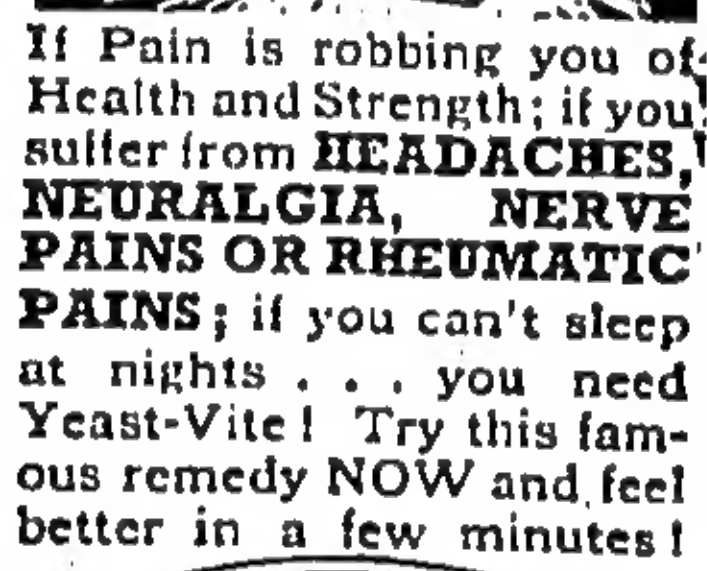 If Pain is robbing you of
Health and Strength; if you
suffer from HEADACHES,
NEURALGIA, NERVE
PAINS OR RHEUMATIC
PAINS; if you can't sleep
at nights . . . you need
Yeast-Vite! Try this fam-
ous remedy NOW and feel
better in a few minutes!